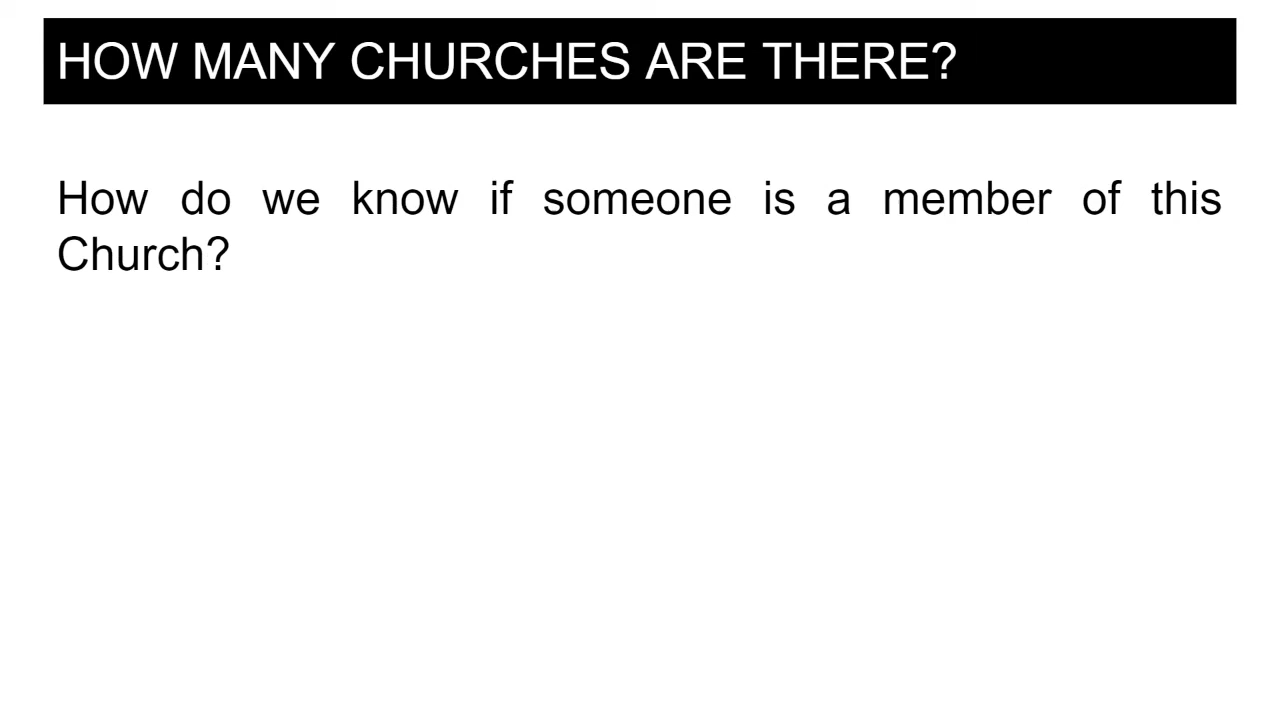 HOW MANY CHURCHES ARE THERE?
How do we know if someone is a member of this
Church?